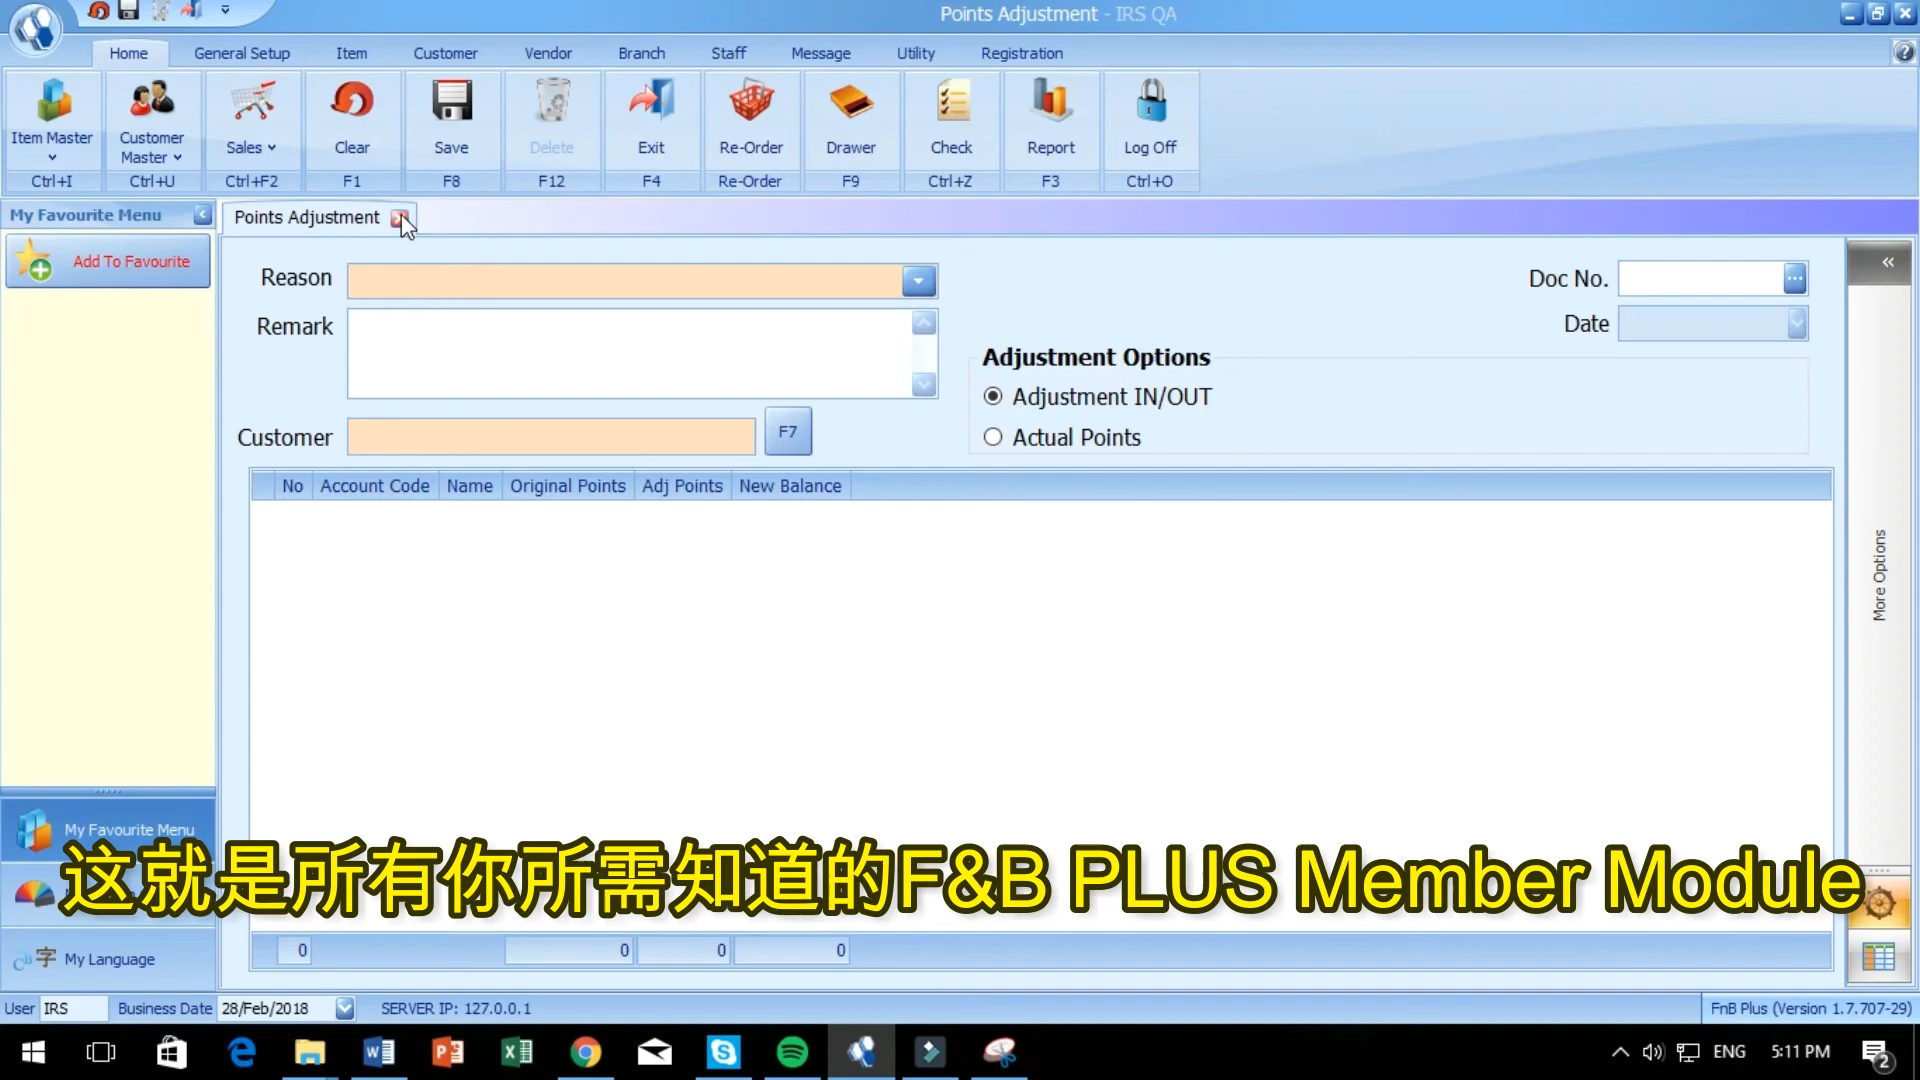 Points Adjustment - IRS QA
Home General Setup Item Customer Vendor Branch Staff Message Utility Registration
Item Master
Ctrl+I
Customer Master
Ctrl+U
Sales
Ctrl+F2
Clear
F1
Save
F8
Delete
F12
Exit
F4
Re-Order
Re-Order
Drawer
F9
Check
Ctrl+Z
Report
F3
Log Off
Ctrl+O
My Favourite Menu
Points Adjustment
Add To Favourite
Reason
Doc No.
Remark
Date
Adjustment Options
Adjustment IN/OUT
Actual Points
Customer
F7
No Account Code Name Original Points Adj Points New Balance
More Options
My Favourite Menu
这就是所有你所需知道的F&B PLUS Member Module
My Language
0 0 0 0
User IRS Business Date 28/Feb/2018 SERVER IP: 127.0.0.1 FnB Plus (Version 1.7.707-29)
ENG 5:11 PM 2